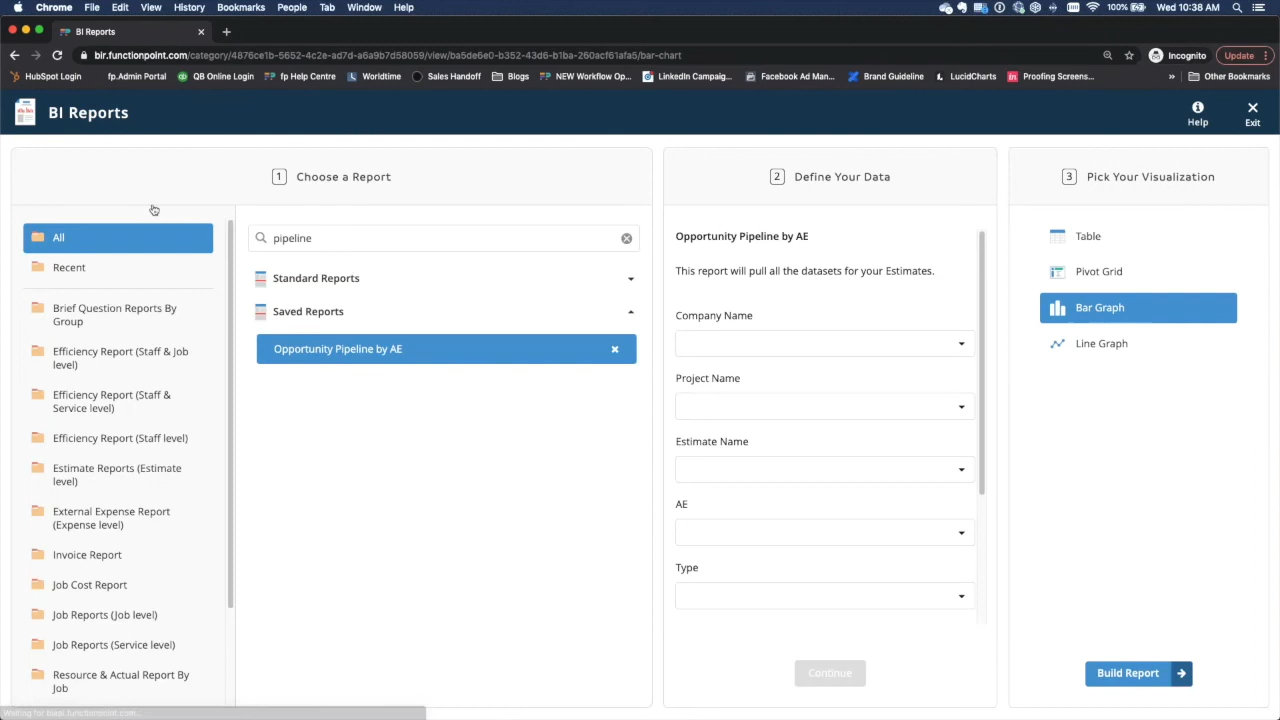 Chrome File Edit View History Bookmarks People Tab Window Help
100% Wed 10:38 AM
BI Reports
bir.functionpoint.com/category/4876ce1b-5652-4c2e-ad7d-a6a9b7d58059/view/ba5de6e0-b352-43d6-b1ba-260acf61afa5/bar-chart
Incognito
Update
HubSpot Login fp.Admin Portal QB Online Login fp Help Centre Worldtime Sales Handoff Blogs NEW Workflow Op... LinkedIn Campaig... Facebook Ad Man... Brand Guideline LucidCharts Proofing Screens... » Other Bookmarks
BI Reports
Help
Exit
1 Choose a Report
All
Recent
Brief Question Reports By
Group
Efficiency Report (Staff & Job
level)
Efficiency Report (Staff &
Service level)
Efficiency Report (Staff level)
Estimate Reports (Estimate
level)
External Expense Report
(Expense level)
Invoice Report
Job Cost Report
Job Reports (Job level)
Job Reports (Service level)
Resource & Actual Report By
Job
pipeline
Standard Reports
Saved Reports
Opportunity Pipeline by AE
2 Define Your Data
Opportunity Pipeline by AE
This report will pull all the datasets for your Estimates.
Company Name
Project Name
Estimate Name
AE
Type
Continue
3 Pick Your Visualization
Table
Pivot Grid
Bar Graph
Line Graph
Build Report